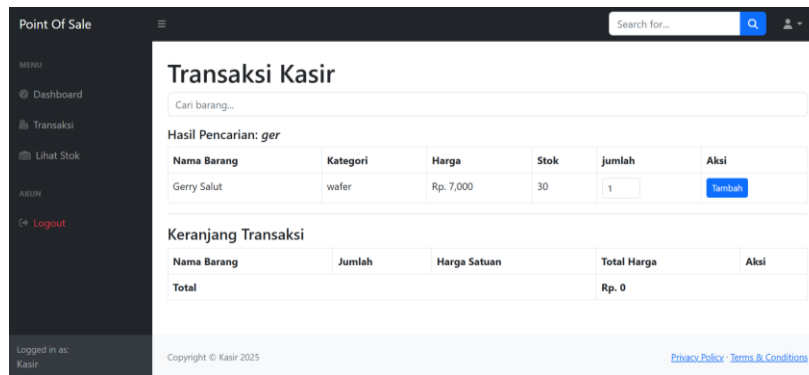 Point Of Sale
Search for...
MENU
Dashboard
Transaksi
Lihat Stok
AKUN
Logout
Logged in as:
Kasir
Transaksi Kasir
Cari barang...
Hasil Pencarian: ger
Nama Barang Kategori Harga Stok jumlah Aksi
Gerry Salut wafer Rp. 7,000 30 1 Tambah
Keranjang Transaksi
Nama Barang Jumlah Harga Satuan Total Harga Aksi
Total Rp. 0
Copyright © Kasir 2025 Privacy Policy · Terms & Conditions